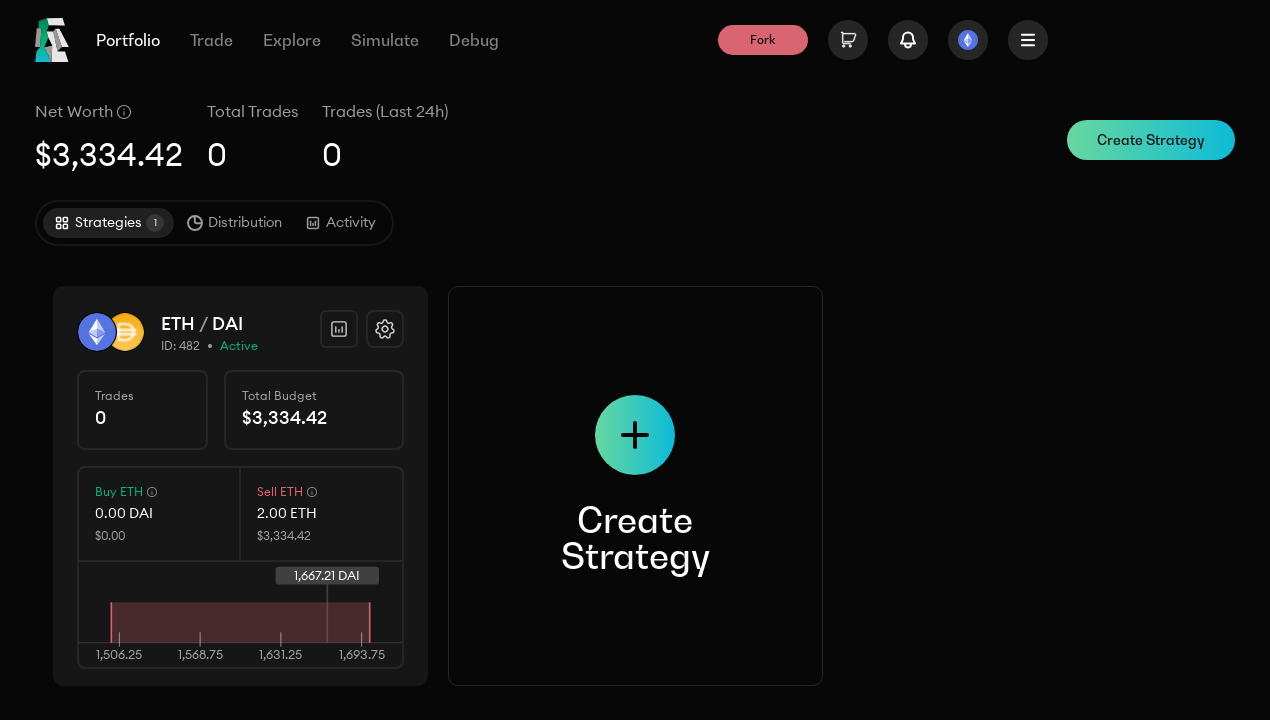 Portfolio
Trade
Explore
Simulate
Debug
Fork
Net Worth
Total Trades
Trades (Last 24h)
$3,334.42
0
0
Create Strategy
Strategies 1
Distribution
Activity
ETH / DAI
ID: 482 • Active
Trades
0
Total Budget
$3,334.42
Buy ETH
0.00 DAI
$0.00
Sell ETH
2.00 ETH
$3,334.42
1,667.21 DAI
1,506.25
1,568.75
1,631.25
1,693.75
Create
Strategy